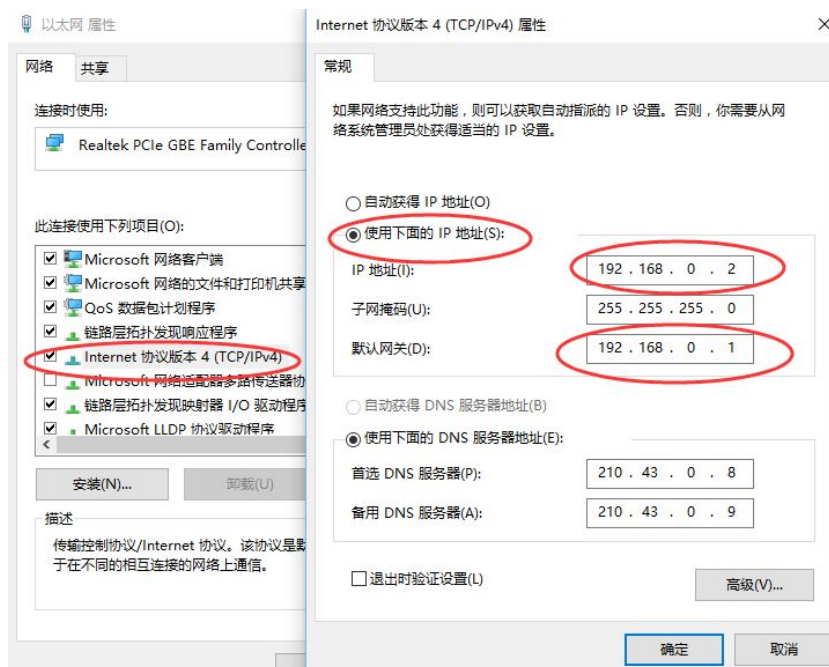 以太网 属性
网络
共享
连接时使用:
Realtek PCIe GBE Family Controlle
此连接使用下列项目(O):
Microsoft 网络客户端
Microsoft 网络的文件和打印机共享
QoS 数据包计划程序
链路层拓扑发现响应程序
Internet 协议版本 4 (TCP/IPv4)
Microsoft 网络适配器多路传送器协
链路层拓扑发现映射器 I/O 驱动程序
Microsoft LLDP 协议驱动程序
安装(N)...
卸载(U)
描述
传输控制协议/Internet 协议。该协议是默
于在不同的相互连接的网络上通信。
Internet 协议版本 4 (TCP/IPv4) 属性
常规
如果网络支持此功能，则可以获取自动指派的 IP 设置。否则，你需要从网
络系统管理员处获得适当的 IP 设置。
自动获得 IP 地址(O)
使用下面的 IP 地址(S):
IP 地址(I): 192 . 168 . 0 . 2
子网掩码(U): 255 . 255 . 255 . 0
默认网关(D): 192 . 168 . 0 . 1
自动获得 DNS 服务器地址(B)
使用下面的 DNS 服务器地址(E):
首选 DNS 服务器(P): 210 . 43 . 0 . 8
备用 DNS 服务器(A): 210 . 43 . 0 . 9
退出时验证设置(L)
高级(V)...
确定
取消